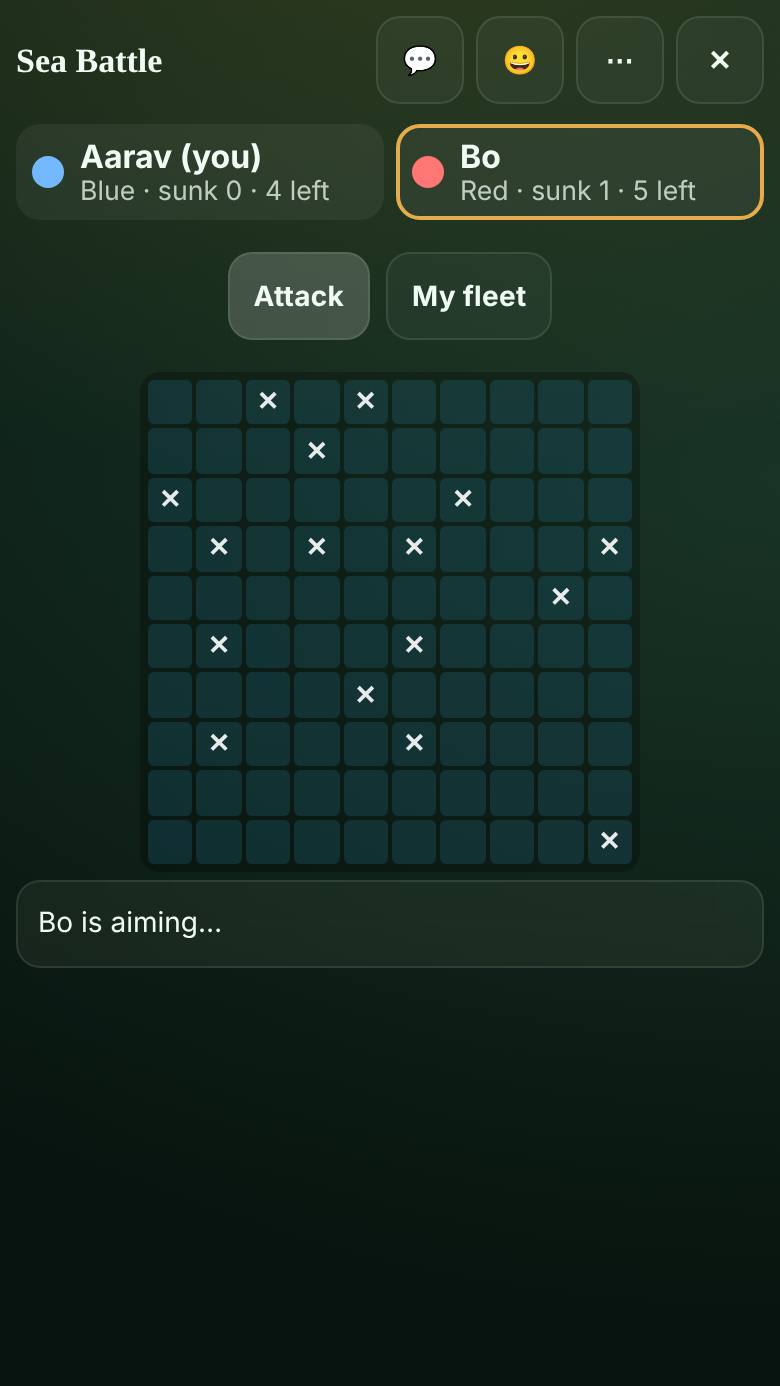 Sea Battle
Aarav (you)
Blue · sunk 0 · 4 left
Bo
Red · sunk 1 · 5 left
Attack
My fleet
Bo is aiming...